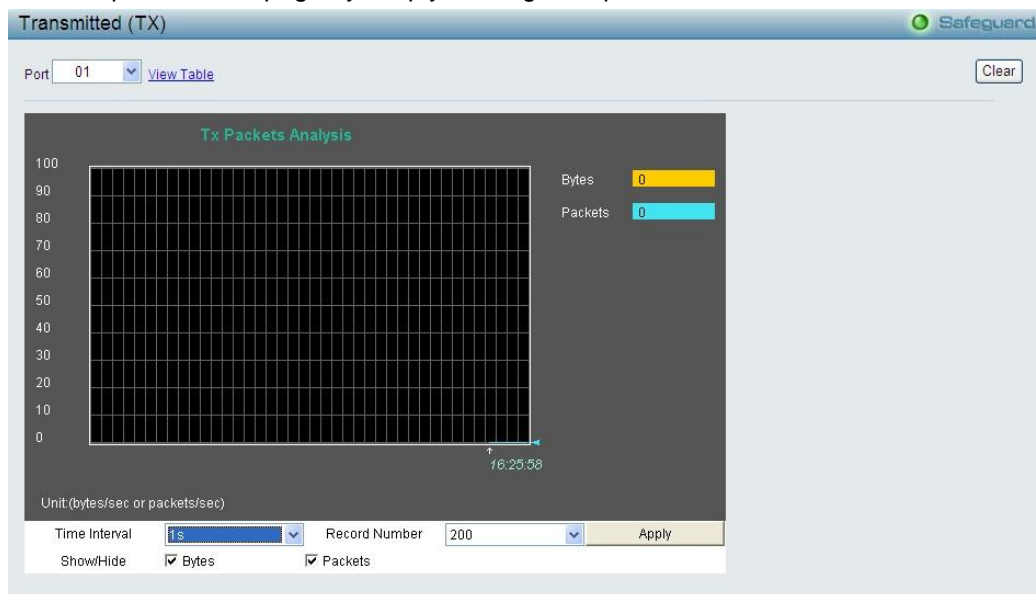 Transmitted (TX)
Safeguard
Port 01 View Table
Clear
Tx Packets Analysis
100
90
80
70
60
50
40
30
20
10
0
Bytes 0
Packets 0
16:25:58
Unit:(bytes/sec or packets/sec)
Time Interval 1s Record Number 200 Apply
Show/Hide Bytes Packets